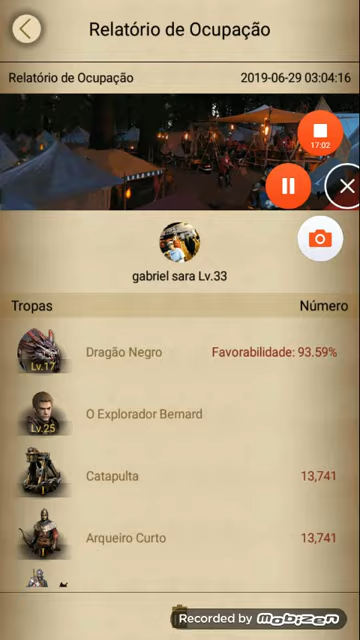 Relatório de Ocupação
Relatório de Ocupação 2019-06-29 03:04:16
17:02
gabriel sara Lv.33
Tropas Número
Dragão Negro Favorabilidade: 93.59%
Lv.17
O Explorador Bernard
Lv.25
Catapulta 13,741
Arqueiro Curto 13,741
Recorded by Mobizen